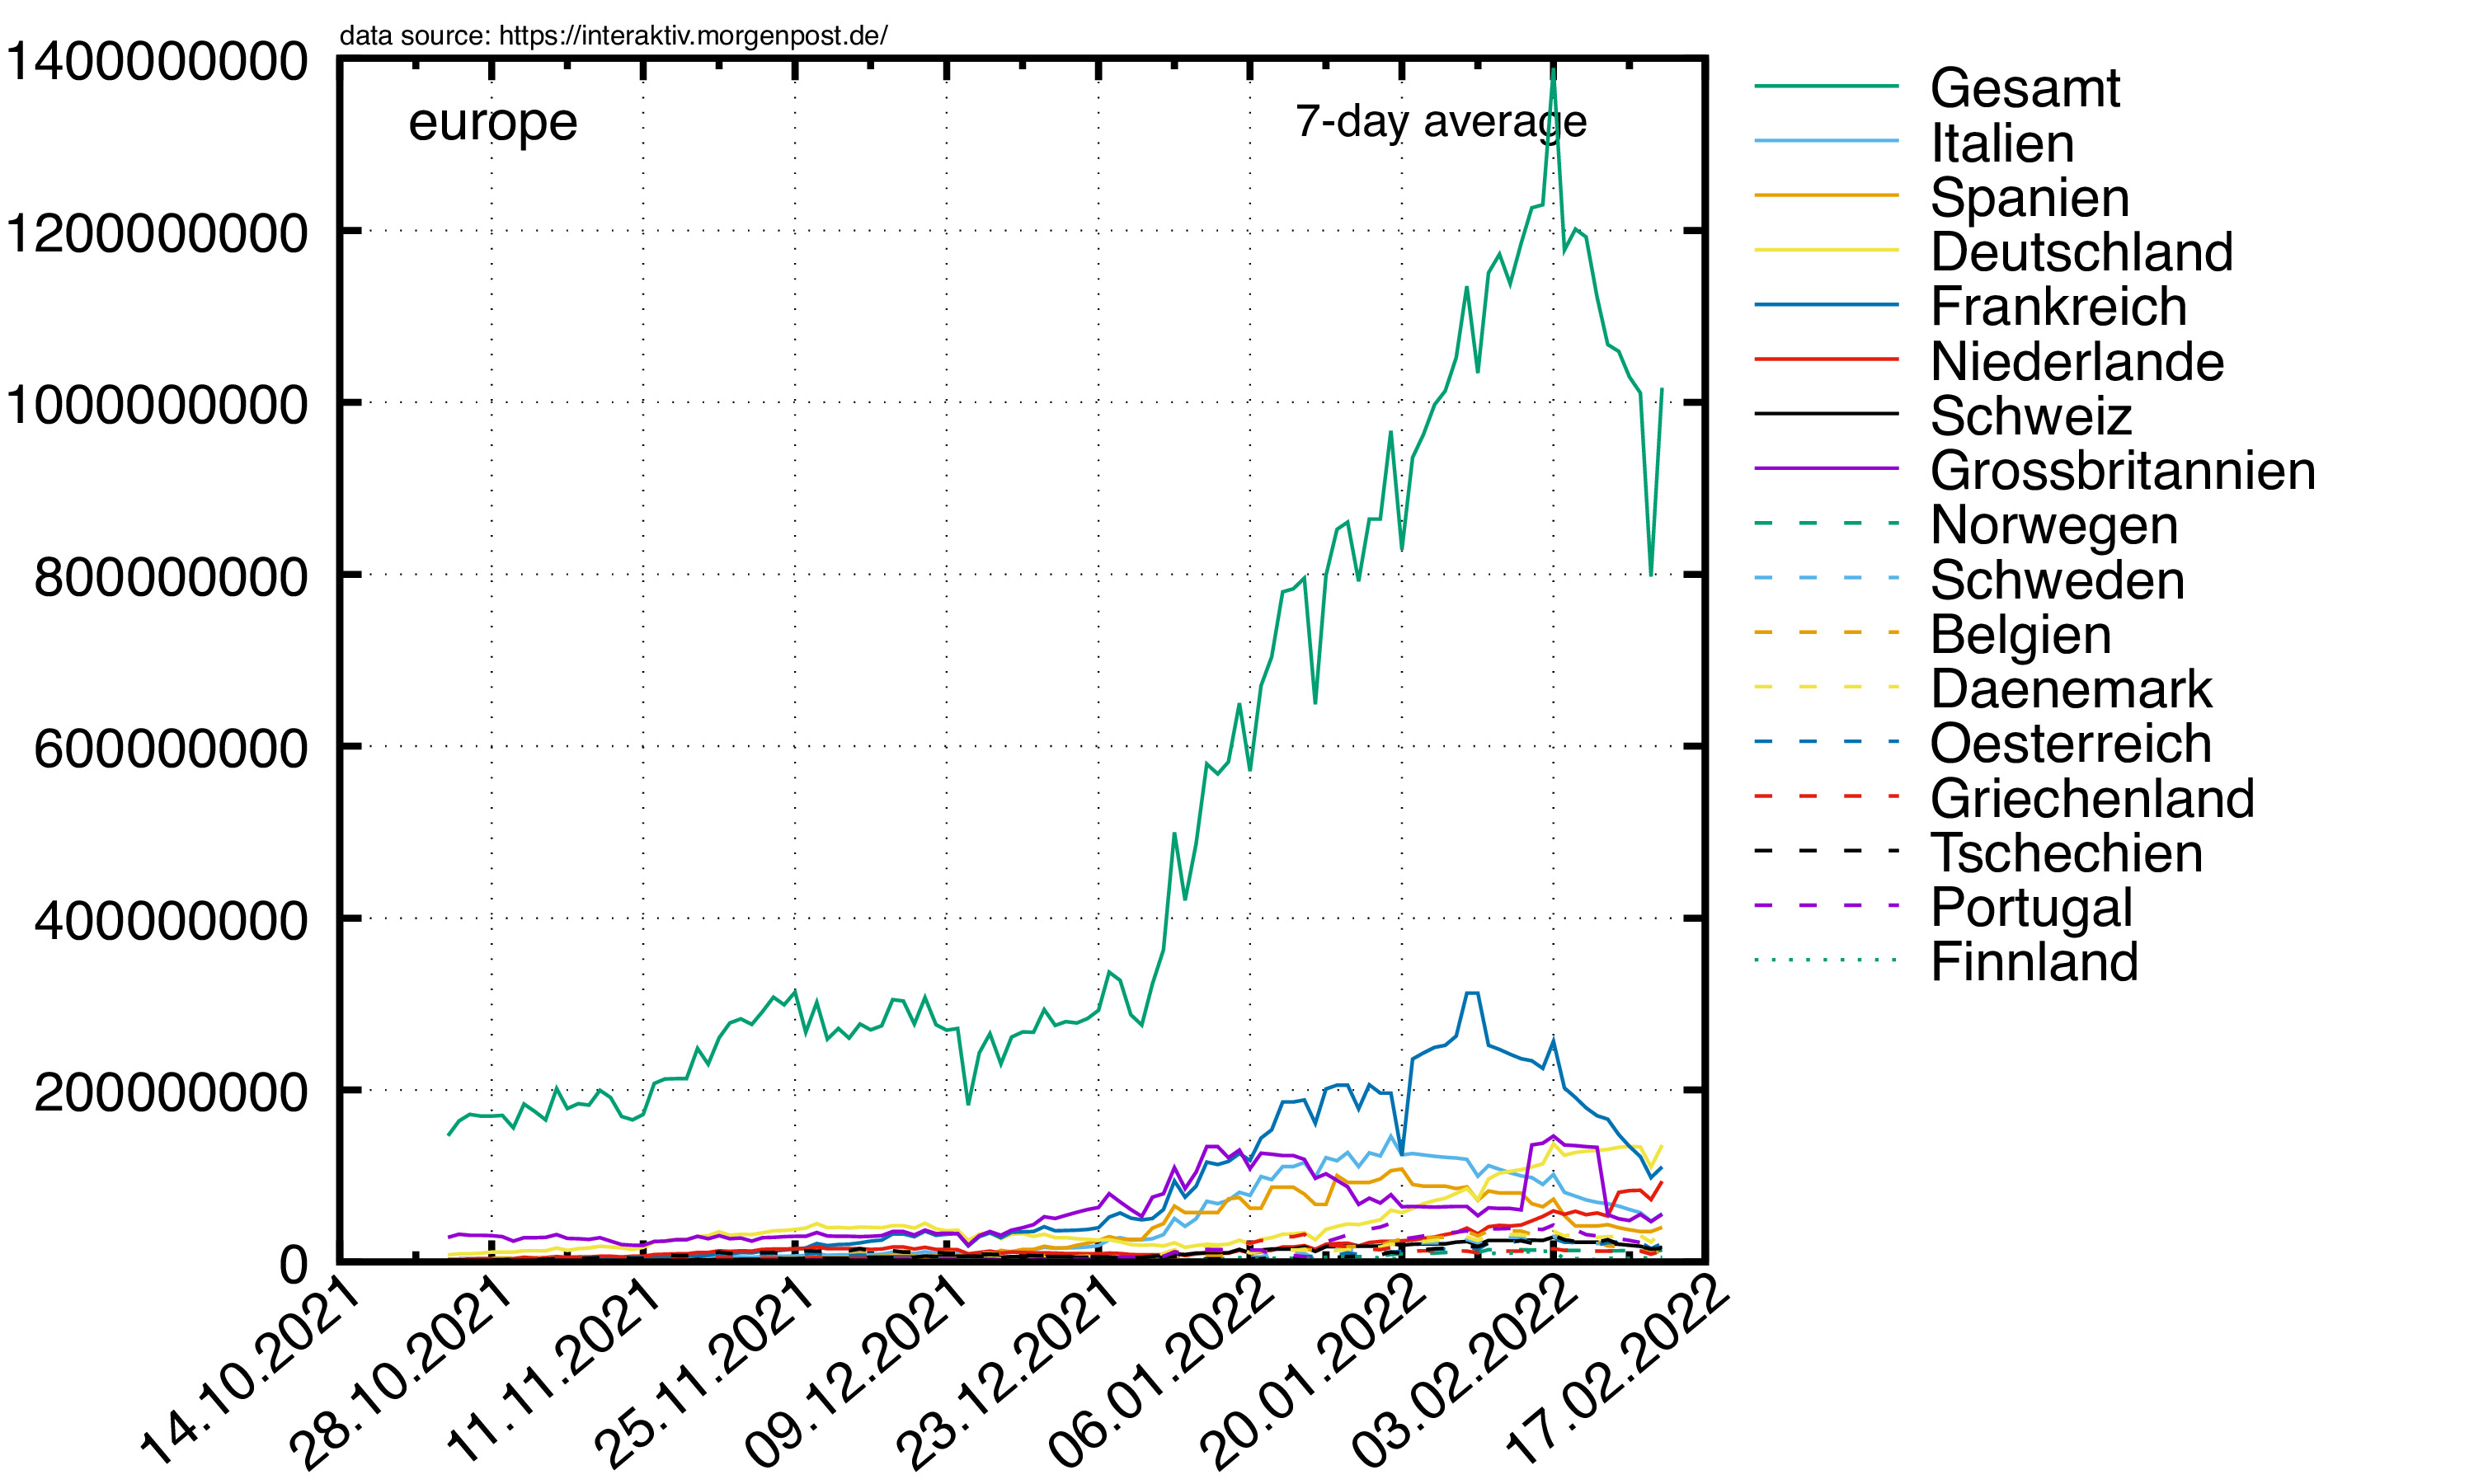 data source: https://interaktiv.morgenpost.de/
europe
7-day average
1400000000
1200000000
1000000000
800000000
600000000
400000000
200000000
0
14.10.2021
28.10.2021
11.11.2021
25.11.2021
09.12.2021
23.12.2021
06.01.2022
20.01.2022
03.02.2022
17.02.2022
Gesamt
Italien
Spanien
Deutschland
Frankreich
Niederlande
Schweiz
Grossbritannien
Norwegen
Schweden
Belgien
Daenemark
Oesterreich
Griechenland
Tschechien
Portugal
Finnland